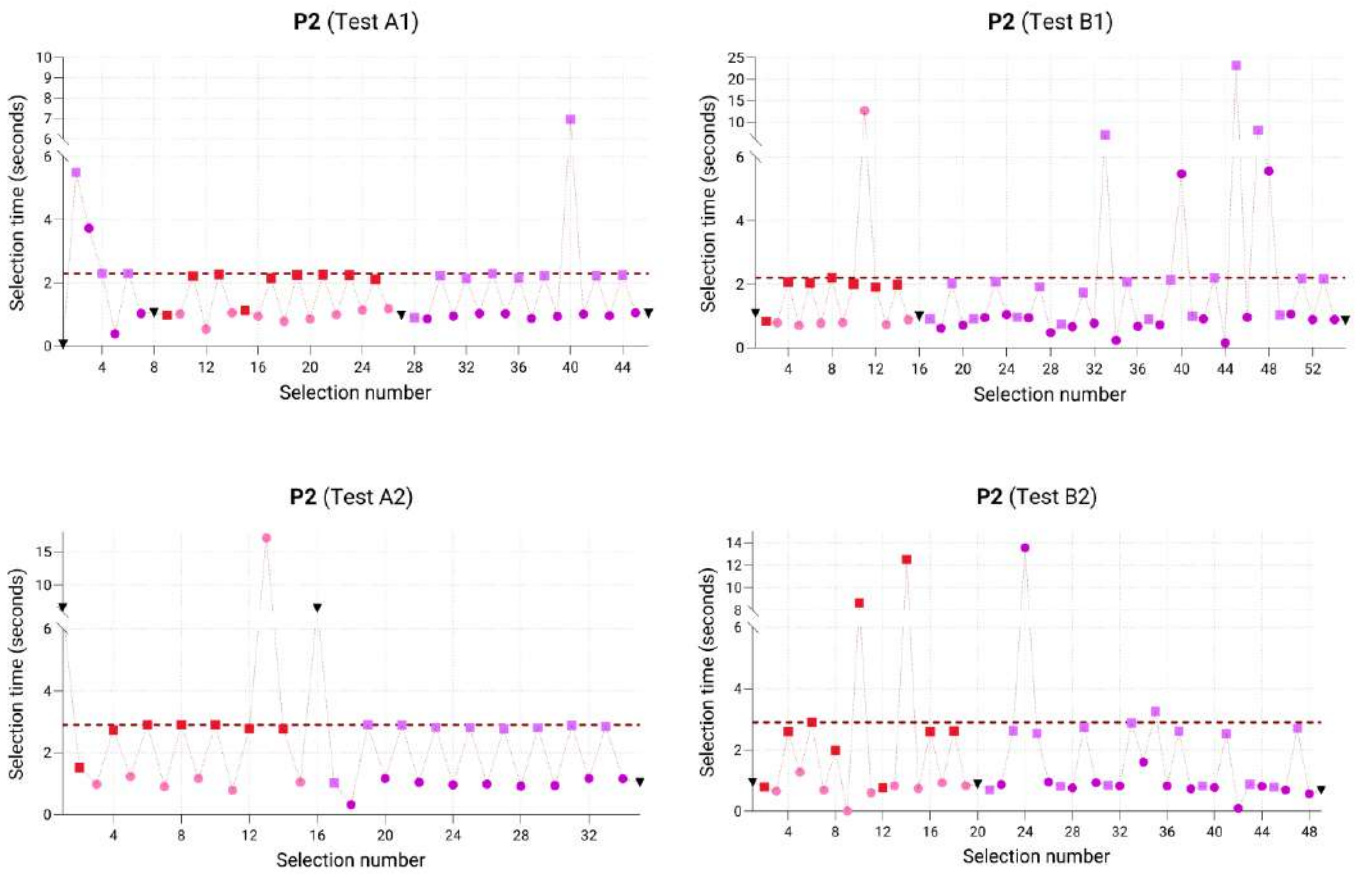 P2 (Test A1)
Selection time (seconds)
10
9
8
7
6
6
4
2
0
4 8 12 16 20 24 28 32 36 40 44
Selection number
P2 (Test B1)
Selection time (seconds)
25
20
15
10
6
4
2
0
4 8 12 16 20 24 28 32 36 40 44 48 52
Selection number
P2 (Test A2)
Selection time (seconds)
15
10
6
4
2
0
4 8 12 16 20 24 28 32
Selection number
P2 (Test B2)
Selection time (seconds)
14
12
10
8
6
4
2
0
4 8 12 16 20 24 28 32 36 40 44 48
Selection number